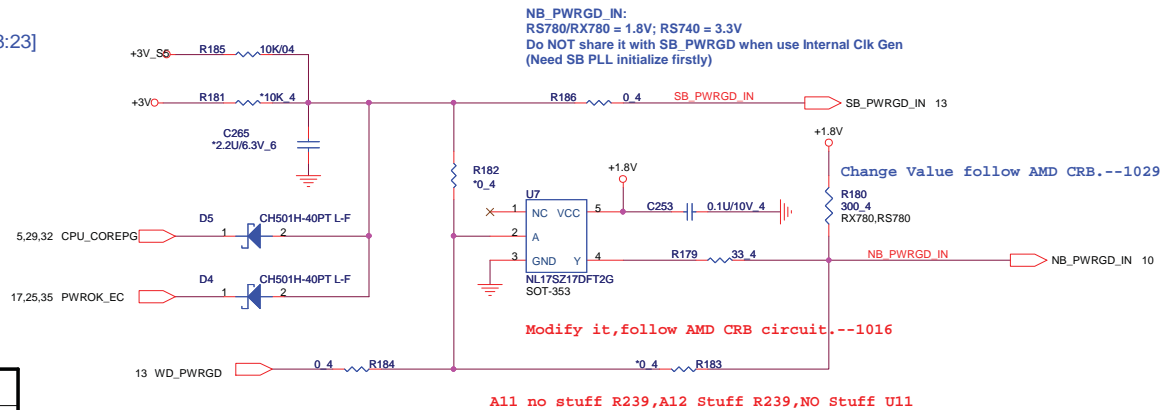 NB_PWRGD_IN:
RS780/RX780 = 1.8V; RS740 = 3.3V
Do NOT share it with SB_PWRGD when use Internal Clk Gen
(Need SB PLL initialize firstly)
:23]
+3V_S5
R185
10K/04
+3V
R181
*10K_4
R186
0_4
SB_PWRGD_IN
SB_PWRGD_IN 13
C265
*2.2U/6.3V_6
+1.8V
Change Value follow AMD CRB.--1029
R182
*0_4
+1.8V
R180
300_4
RX780,RS780
U7
1
NC VCC
5
C253
0.1U/10V_4
2
A
3
GND Y
4
R179
33_4
NB_PWRGD_IN
NB_PWRGD_IN 10
NL17SZ17DFT2G
SOT-353
D5
CH501H-40PT L-F
5,29,32 CPU_COREPG
1
2
D4
CH501H-40PT L-F
17,25,35 PWROK_EC
1
2
Modify it,follow AMD CRB circuit.--1016
13 WD_PWRGD
0_4
R184
*0_4
R183
A11 no stuff R239,A12 Stuff R239,NO Stuff U11